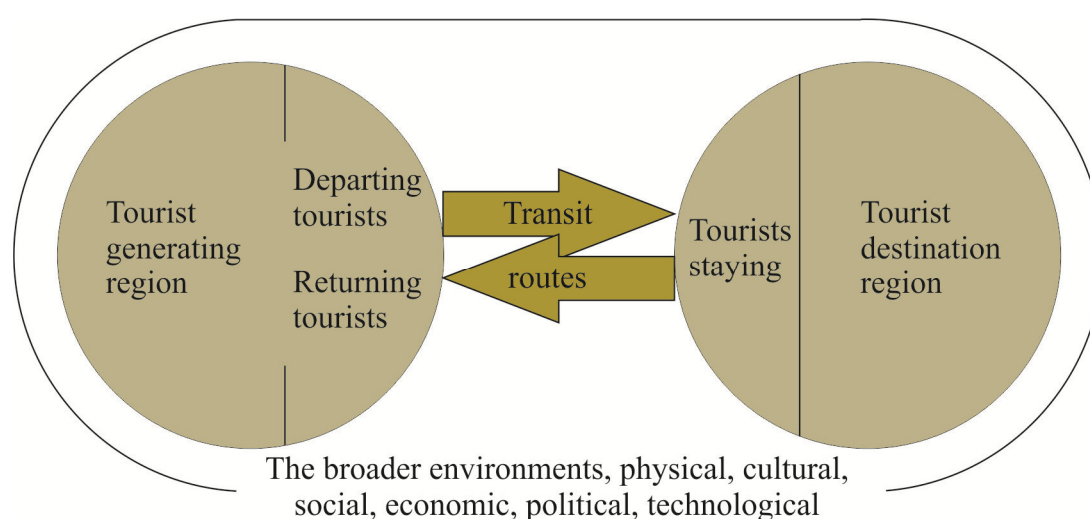 Tourist
generating
region
Departing
tourists
Returning
tourists
Transit
routes
Tourists
staying
Tourist
destination
region
The broader environments, physical, cultural,
social, economic, political, technological